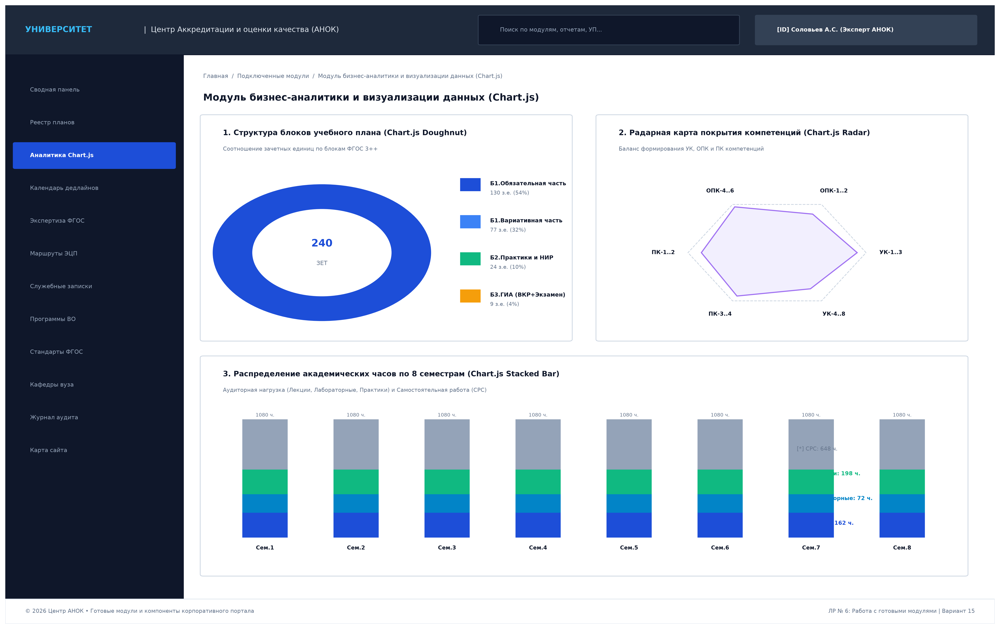 УНИВЕРСИТЕТ | Центр Аккредитации и оценки качества (АНОК)
Поиск по модулям, отчетам, УП...
[ID] Соловьев А.С. (Эксперт АНОК)
Сводная панель
Реестр планов
Аналитика Chart.js
Календарь дедлайнов
Экспертиза ФГОС
Маршруты ЭЦП
Служебные записки
Программы ВО
Стандарты ФГОС
Кафедры вуза
Журнал аудита
Карта сайта
Главная / Подключенные модули / Модуль бизнес-аналитики и визуализации данных (Chart.js)
Модуль бизнес-аналитики и визуализации данных (Chart.js)
1. Структура блоков учебного плана (Chart.js Doughnut)
Соотношение зачетных единиц по блокам ФГОС 3++
240
ЗЕТ
Б1.Обязательная часть
130 з.е. (54%)
Б1.Вариативная часть
77 з.е. (32%)
Б2.Практики и НИР
24 з.е. (10%)
Б3.ГИА (ВКР+Экзамен)
9 з.е. (4%)
2. Радарная карта покрытия компетенций (Chart.js Radar)
Баланс формирования УК, ОПК и ПК компетенций
ОПК-4..6
ОПК-1..2
ПК-1..2
УК-1..3
ПК-3..4
УК-4..8
3. Распределение академических часов по 8 семестрам (Chart.js Stacked Bar)
Аудиторная нагрузка (Лекции, Лабораторные, Практики) и Самостоятельная работа (СРС)
1080 ч.
1080 ч.
1080 ч.
1080 ч.
1080 ч.
1080 ч.
1080 ч.
1080 ч.
[*] СРС: 648 ч.
и: 198 ч.
орные: 72 ч.
162 ч.
Сем.1
Сем.2
Сем.3
Сем.4
Сем.5
Сем.6
Сем.7
Сем.8
© 2026 Центр АНОК • Готовые модули и компоненты корпоративного портала
ЛР № 6: Работа с готовыми модулями | Вариант 15